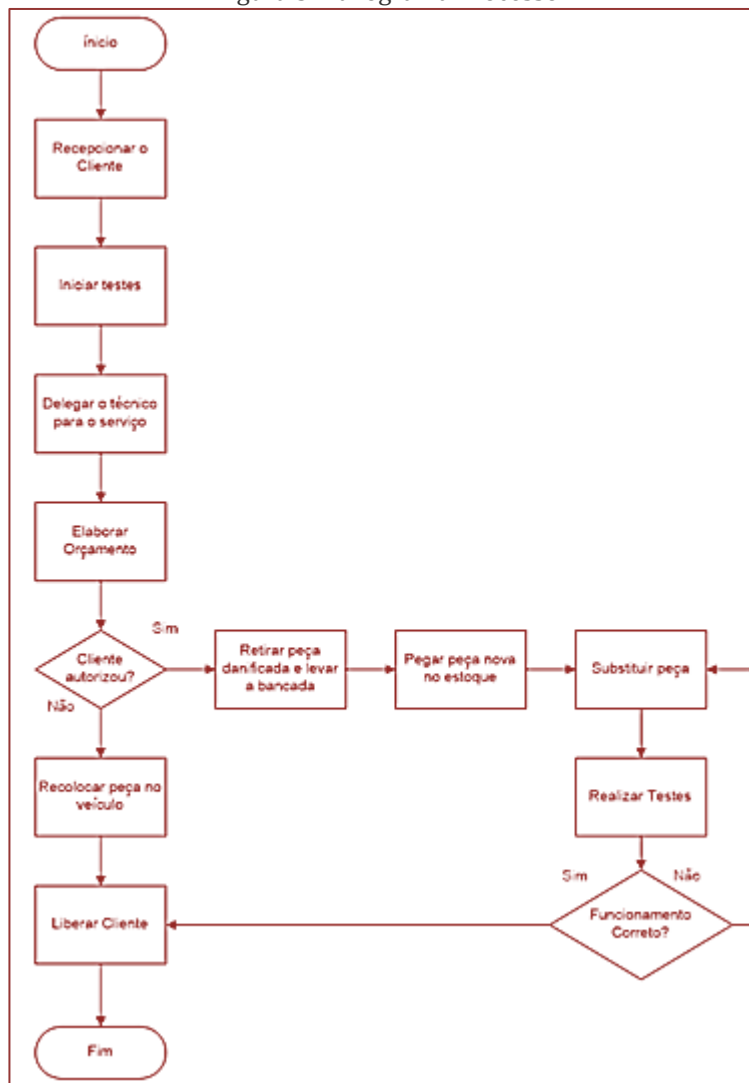 início
Recepcionar o
Cliente
Iniciar testes
Delegar o técnico
para o serviço
Elaborar
Orçamento
Cliente
autorizou?
Sim
Retirar peça
danificada e levar
a bancada
Pegar peça nova
no estoque
Substituir peça
Não
Recolocar peça no
veículo
Realizar Testes
Sim
Não
Funcionamento
Correto?
Liberar Cliente
Fim